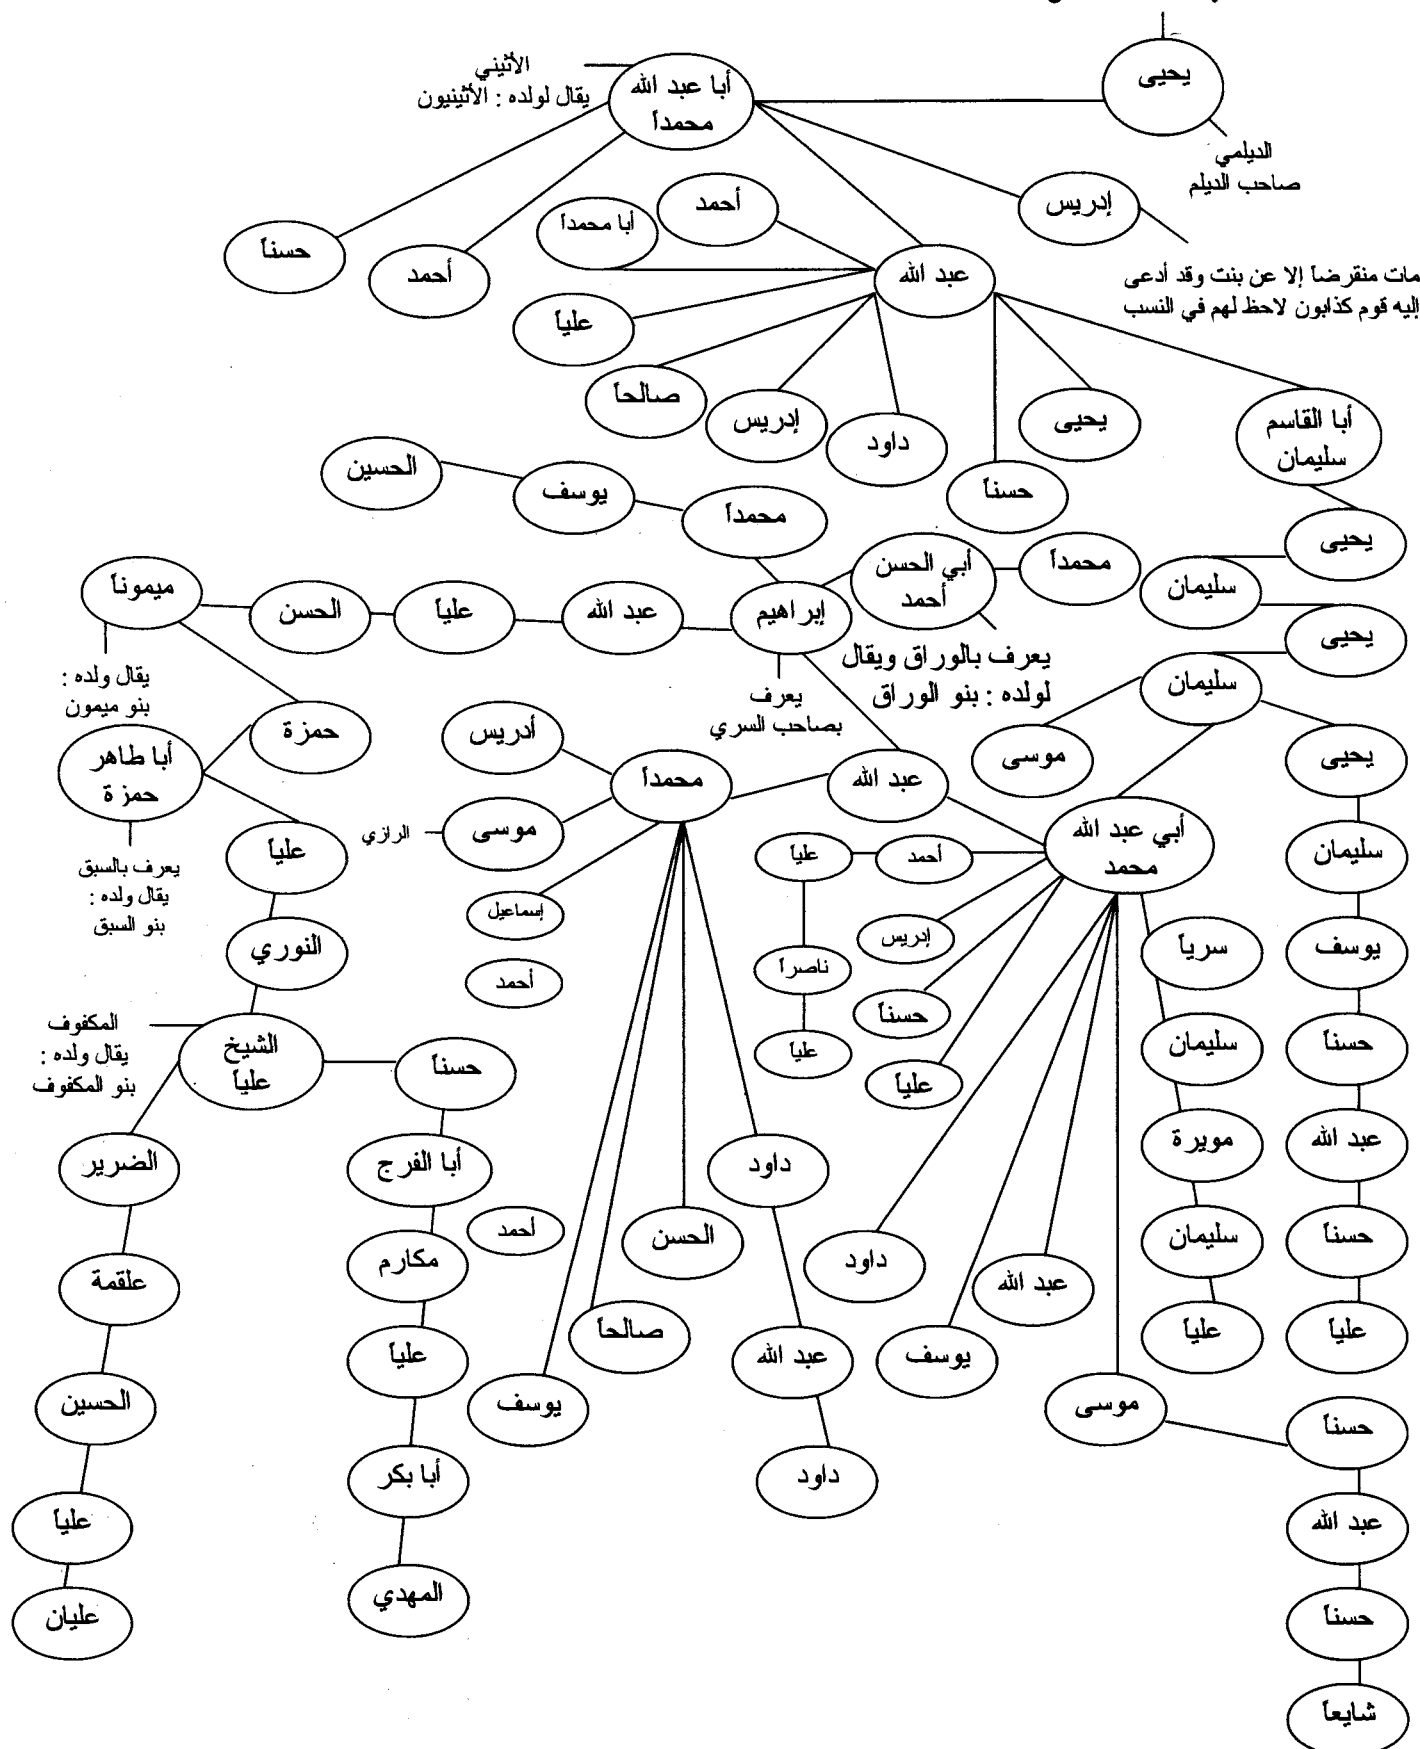 يحيى
الديلمي
صاحب الديلم
أبا عبد الله
محمداً
الأثيني
يقال لولده : الأثينيون
إدريس
مات منقرضاً إلا عن بنت وقد أدعى
إليه قوم كذابون لاحظ لهم في النسب
عبد الله
أحمد
أبا محمداً
أحمد
حسناً
علياً
صالحاً
إدريس
داود
حسناً
يحيى
أبا القاسم
سليمان
يحيى
سليمان
يحيى
سليمان
موسى
يحيى
سليمان
يوسف
حسناً
عبد الله
حسناً
علياً
محمداً
يوسف
الحسين
محمداً
أبي الحسن
أحمد
يعرف بالوراق ويقال
لولده : بنو الوراق
إبراهيم
يعرف
بصاحب السري
عبد الله
علياً
الحسن
ميموناً
يقال ولده :
بنو ميمون
حمزة
أبا طاهر
حمزة
يعرف بالسبق
يقال ولده :
بنو السبق
علياً
النوري
الشيخ
علياً
المكفوف
يقال ولده :
بنو المكفوف
الضرير
علقمة
الحسين
علياً
عليان
حسناً
أبا الفرج
مكارم
علياً
أبا بكر
المهدي
أبي عبد الله
محمد
عبد الله
محمداً
أدريس
موسى
الرازي
إسماعيل
أحمد
أحمد
يوسف
صالحاً
الحسن
داود
عبد الله
داود
أحمد
علياً
ناصراً
علياً
إدريس
حسناً
علياً
داود
يوسف
عبد الله
موسى
سرياً
سليمان
مويرة
سليمان
علياً
حسناً
عبد الله
حسناً
شايعاً